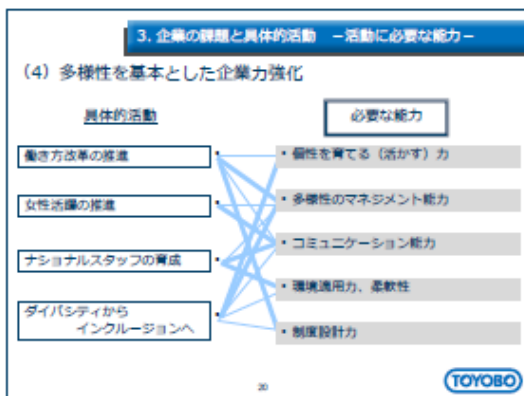 3. 企業の課題と具体的活動　－活動に必要な能力－
（4）多様性を基本とした企業力強化
具体的活動
必要な能力
働き方改革の推進
・個性を育てる（活かす）力
女性活躍の推進
・多様性のマネジメント能力
・コミュニケーション能力
ナショナルスタッフの育成
・環境適用力、柔軟性
ダイバシティから
インクルージョンへ
・制度設計力
20
TOYOBO